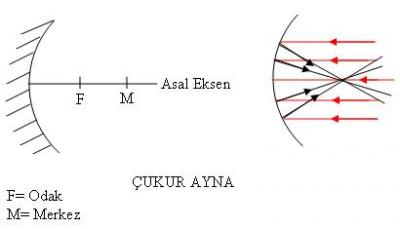 Asal Eksen
F M
ÇUKUR AYNA
F= Odak
M= Merkez